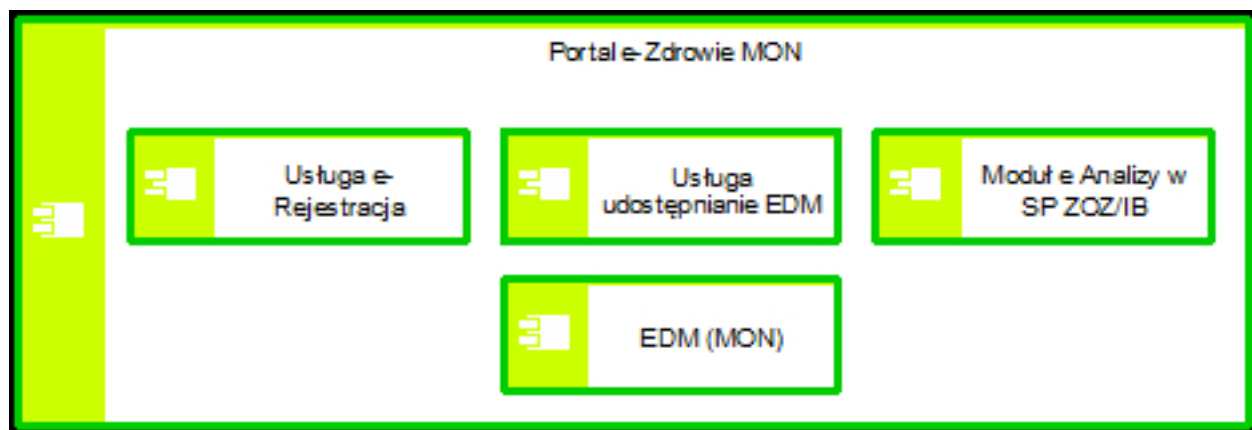 Portal e-Zdrowie MON
Usługa e-
Rejestracja
Usługa
udostępnianie EDM
Moduł e Analizy w
SP ZOZ/IB
EDM (MON)